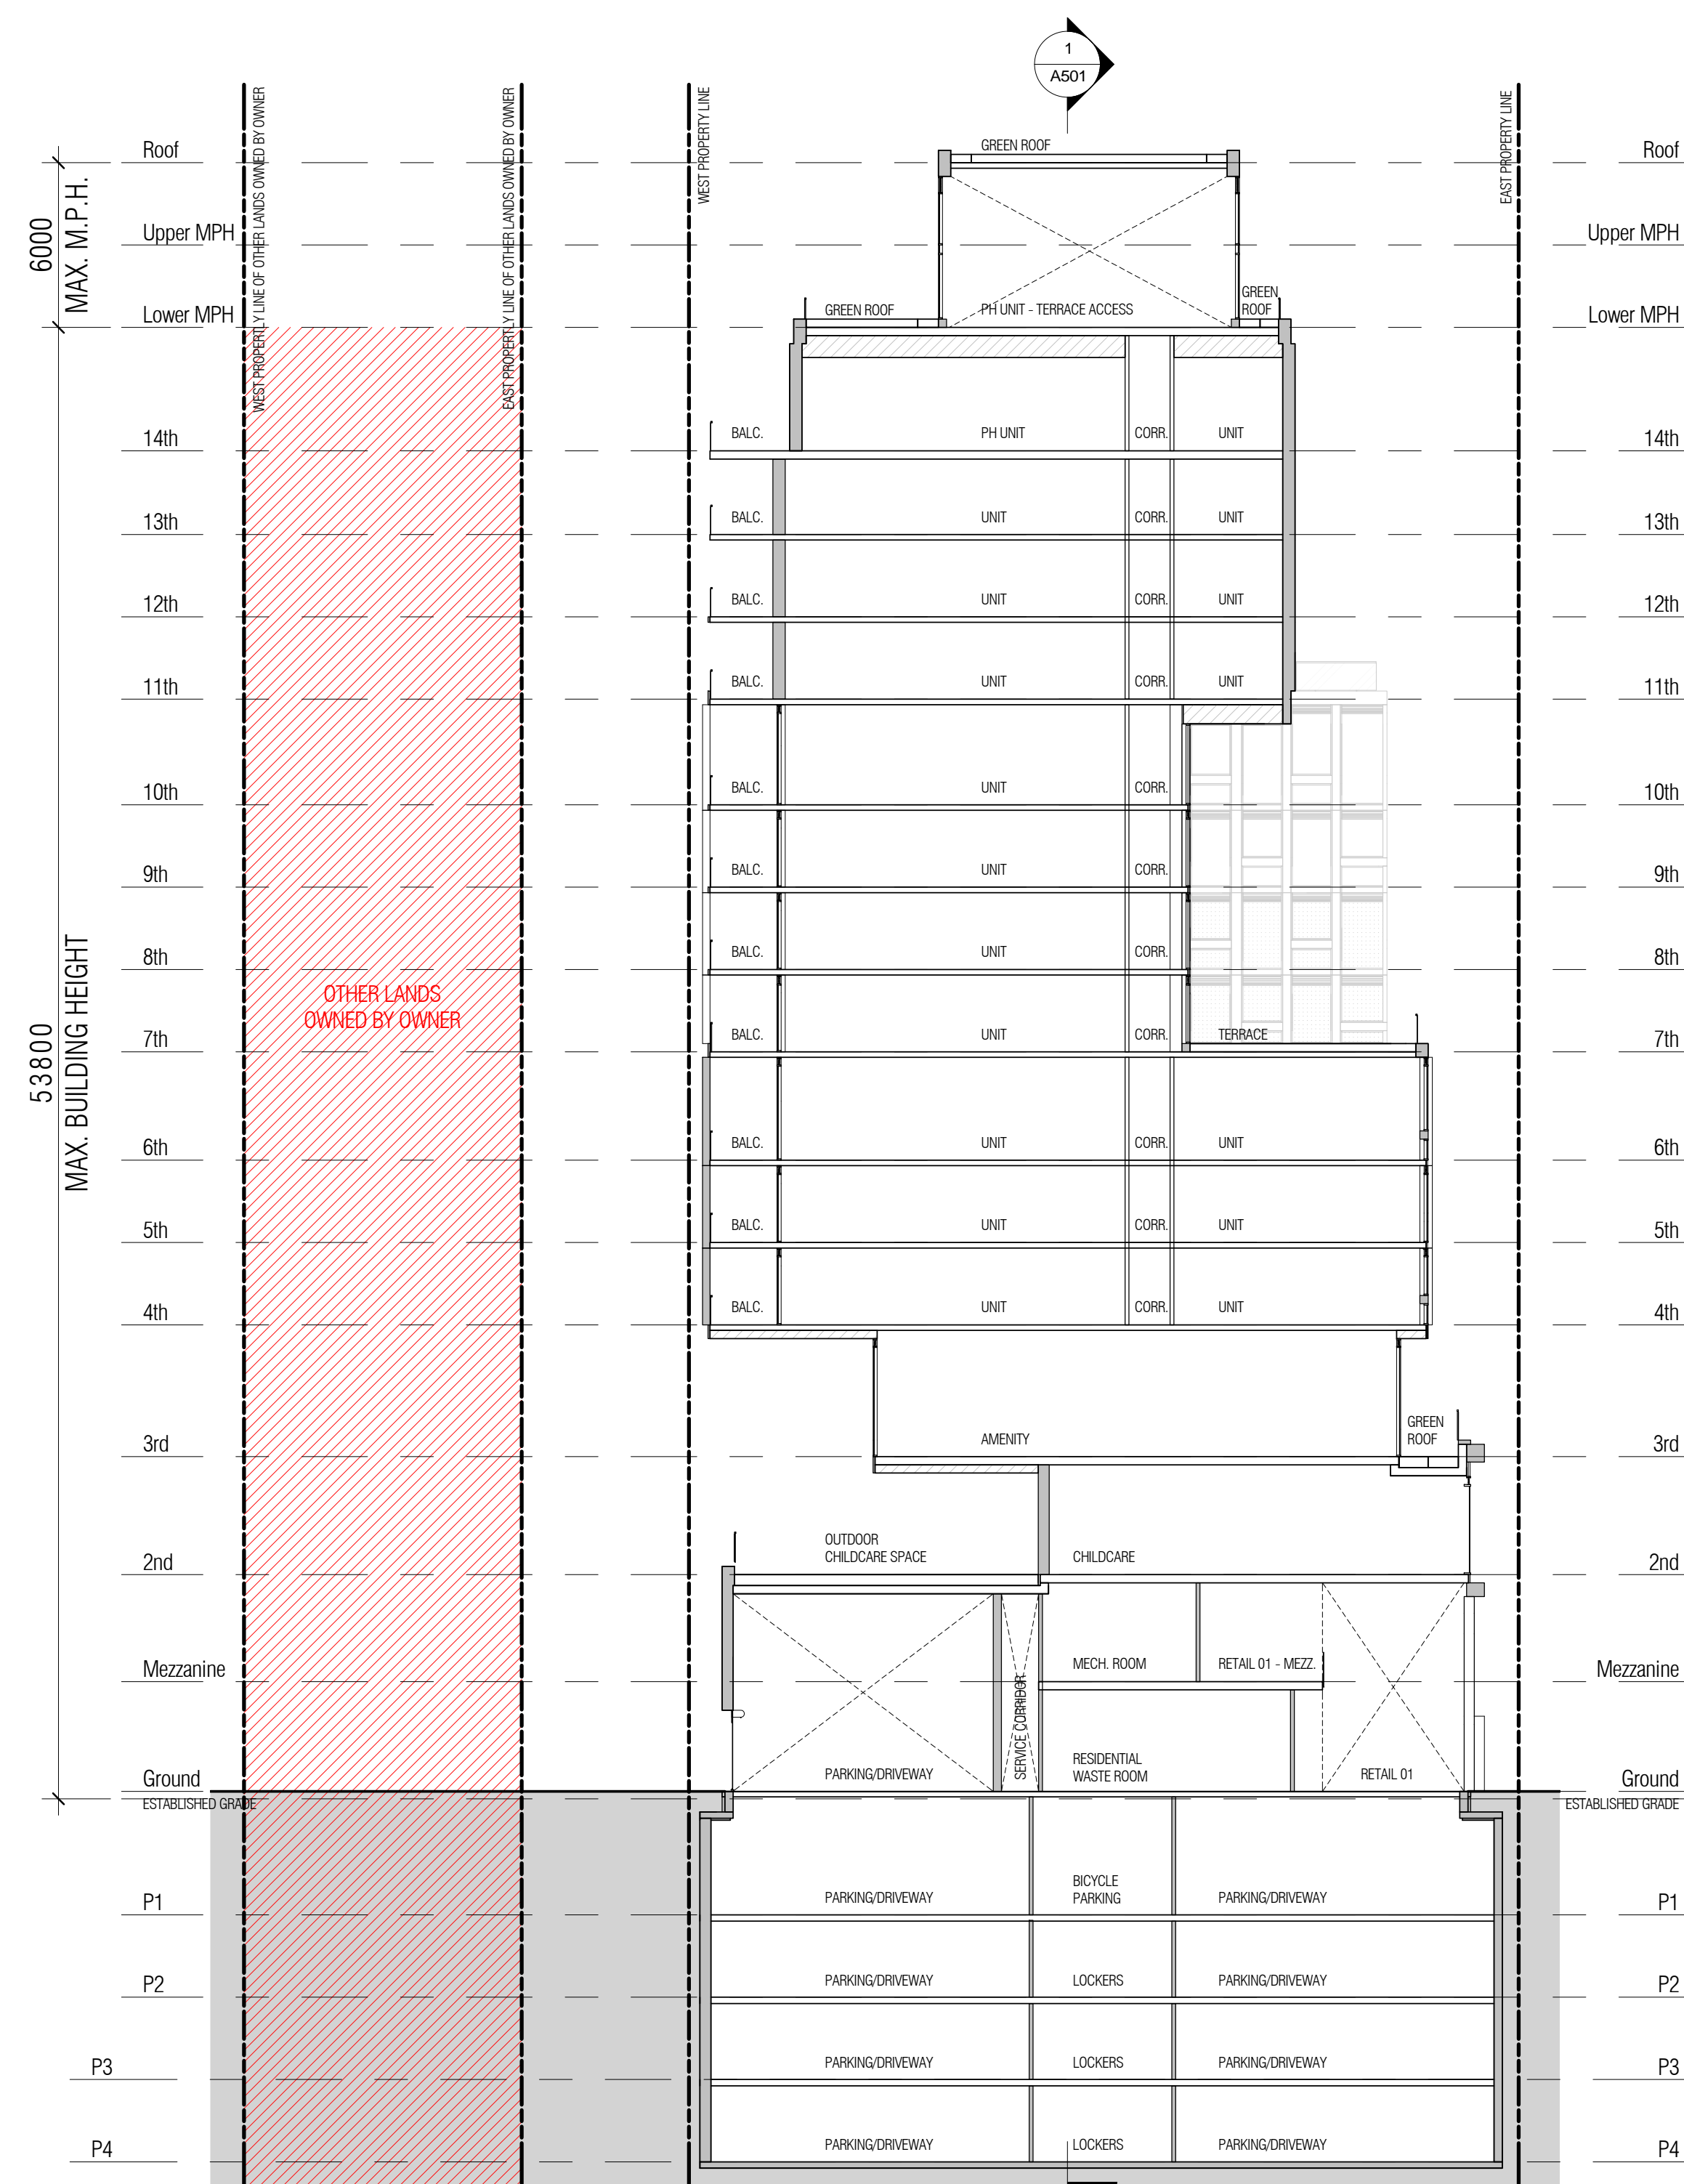 1
A501
WEST PROPERTLY LINE OF OTHER LANDS OWNED BY OWNER
EAST PROPERTLY LINE OF OTHER LANDS OWNED BY OWNER
WEST PROPERTY LINE
EAST PROPERTY LINE
Roof
GREEN ROOF
Roof
6000
MAX. M.P.H.
Upper MPH
Upper MPH
Lower MPH
GREEN ROOF
PH UNIT - TERRACE ACCESS
GREEN
ROOF
Lower MPH
14th
BALC.
PH UNIT
CORR.
UNIT
14th
13th
BALC.
UNIT
CORR.
UNIT
13th
12th
BALC.
UNIT
CORR.
UNIT
12th
11th
BALC.
UNIT
CORR.
UNIT
11th
10th
BALC.
UNIT
CORR.
10th
9th
BALC.
UNIT
CORR.
9th
8th
BALC.
UNIT
CORR.
8th
OTHER LANDS
OWNED BY OWNER
53800
MAX. BUILDING HEIGHT
7th
BALC.
UNIT
CORR.
TERRACE
7th
6th
BALC.
UNIT
CORR.
UNIT
6th
5th
BALC.
UNIT
CORR.
UNIT
5th
4th
BALC.
UNIT
CORR.
UNIT
4th
3rd
AMENITY
GREEN
ROOF
3rd
2nd
OUTDOOR
CHILDCARE SPACE
CHILDCARE
2nd
Mezzanine
MECH. ROOM
RETAIL 01 - MEZZ.
Mezzanine
SERVICE CORRIDOR
Ground
PARKING/DRIVEWAY
RESIDENTIAL
WASTE ROOM
RETAIL 01
Ground
ESTABLISHED GRADE
ESTABLISHED GRADE
P1
PARKING/DRIVEWAY
BICYCLE
PARKING
PARKING/DRIVEWAY
P1
P2
PARKING/DRIVEWAY
LOCKERS
PARKING/DRIVEWAY
P2
P3
PARKING/DRIVEWAY
LOCKERS
PARKING/DRIVEWAY
P3
P4
PARKING/DRIVEWAY
LOCKERS
PARKING/DRIVEWAY
P4